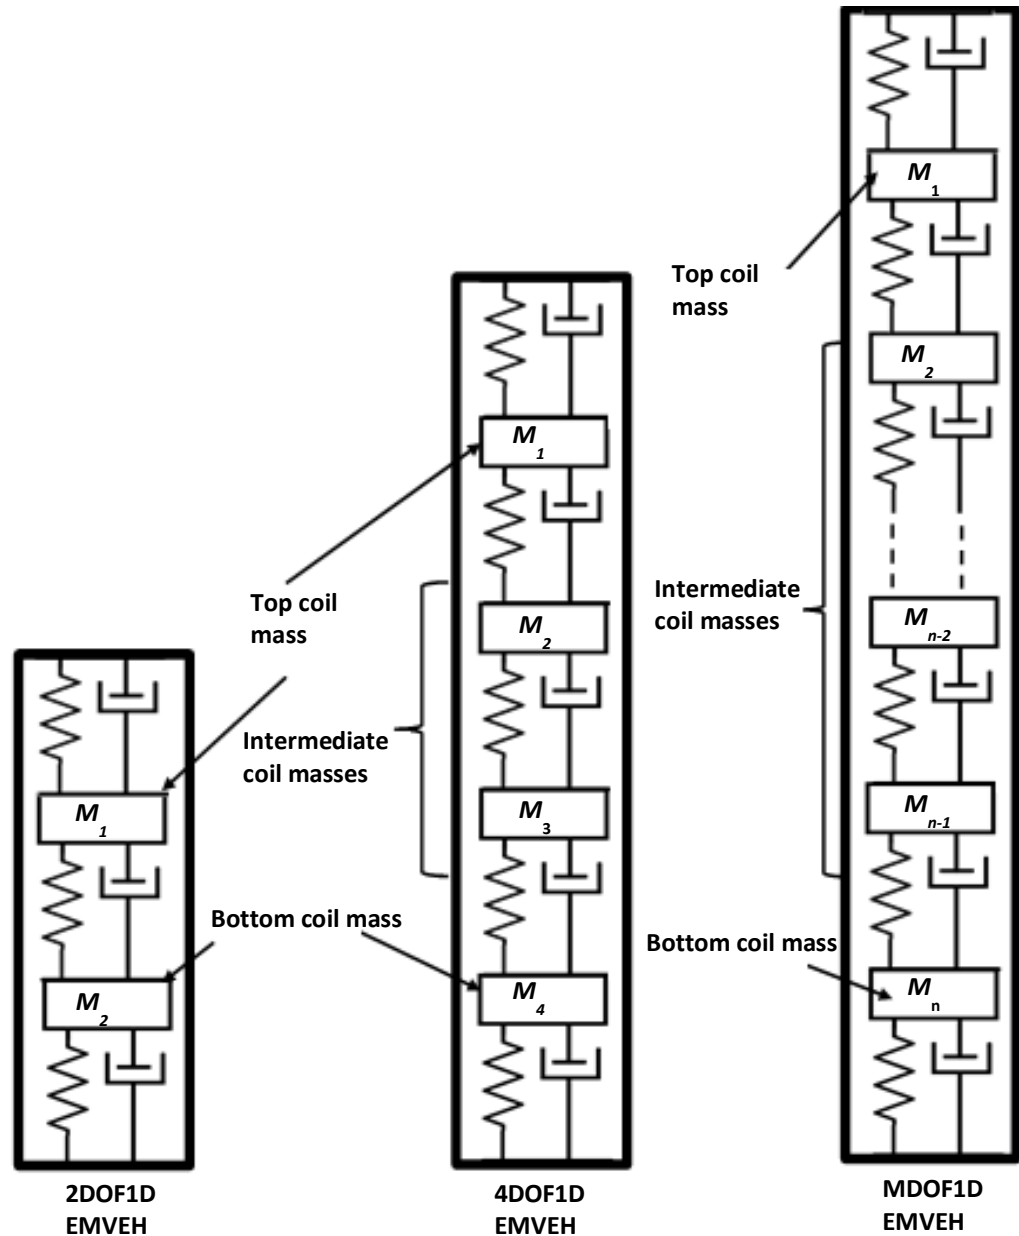 M1
Top coil
mass
M2
M1
Top coil
mass
M2
Intermediate
coil masses
Mn-2
Intermediate
coil masses
M1
M3
Mn-1
Bottom coil mass
Bottom coil mass
M2
M4
Mn
2DOF1D
EMVEH
4DOF1D
EMVEH
MDOF1D
EMVEH